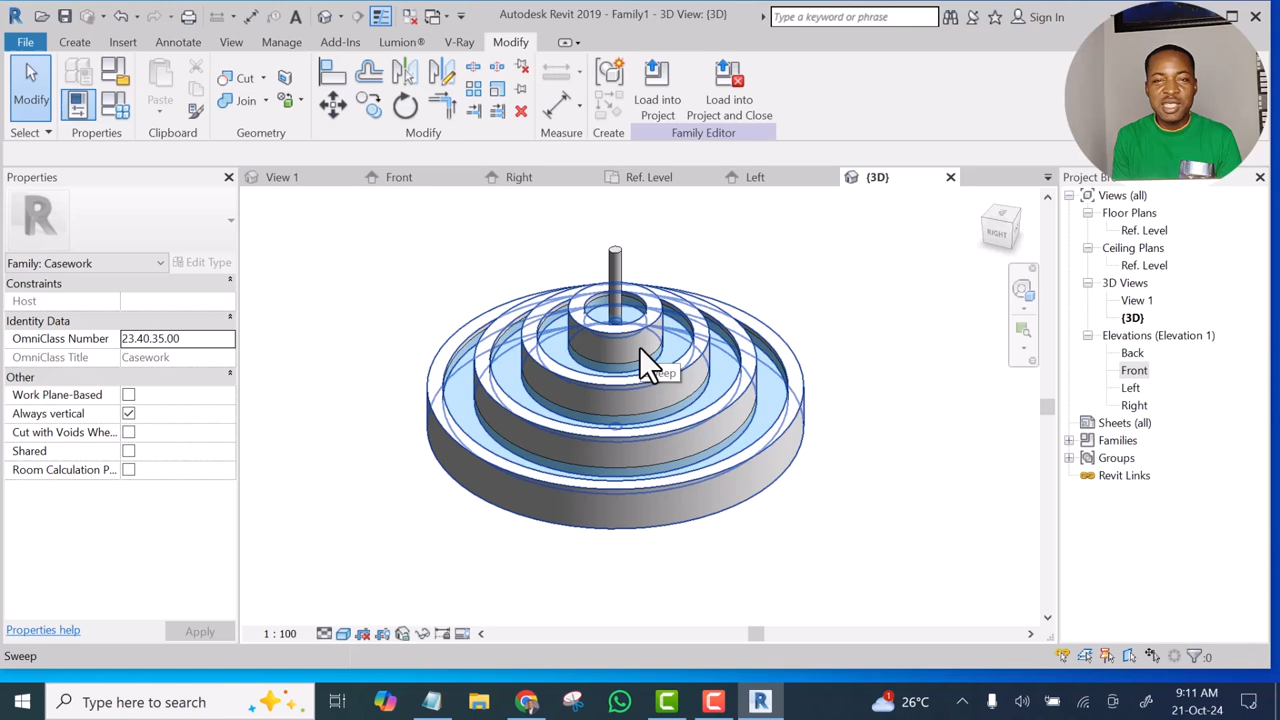 Autodesk Revit 2019 - Family1 - 3D View: {3D}
Type a keyword or phrase
Sign In
File
Create
Insert
Annotate
View
Manage
Add-Ins
Lumion®
V-Ray
Modify
Modify
Paste
Cut
Join
Load into
Project
Load into
Project and Close
Select
Properties
Clipboard
Geometry
Modify
Measure
Create
Family Editor
Properties
View 1
Front
Right
Ref. Level
Left
{3D}
Project Br
R
Family: Casework
Edit Type
Constraints
Host
Identity Data
OmniClass Number
23.40.35.00
OmniClass Title
Casework
Other
Work Plane-Based
Always vertical
Cut with Voids Whe...
Shared
Room Calculation P...
Properties help
Apply
RIGHT
Views (all)
Floor Plans
Ref. Level
Ceiling Plans
Ref. Level
3D Views
View 1
{3D}
Elevations (Elevation 1)
Back
Front
Left
Right
Sheets (all)
Families
Groups
Revit Links
1 : 100
Sweep
:0
Type here to search
R
1
26°C
9:11 AM
21-Oct-24